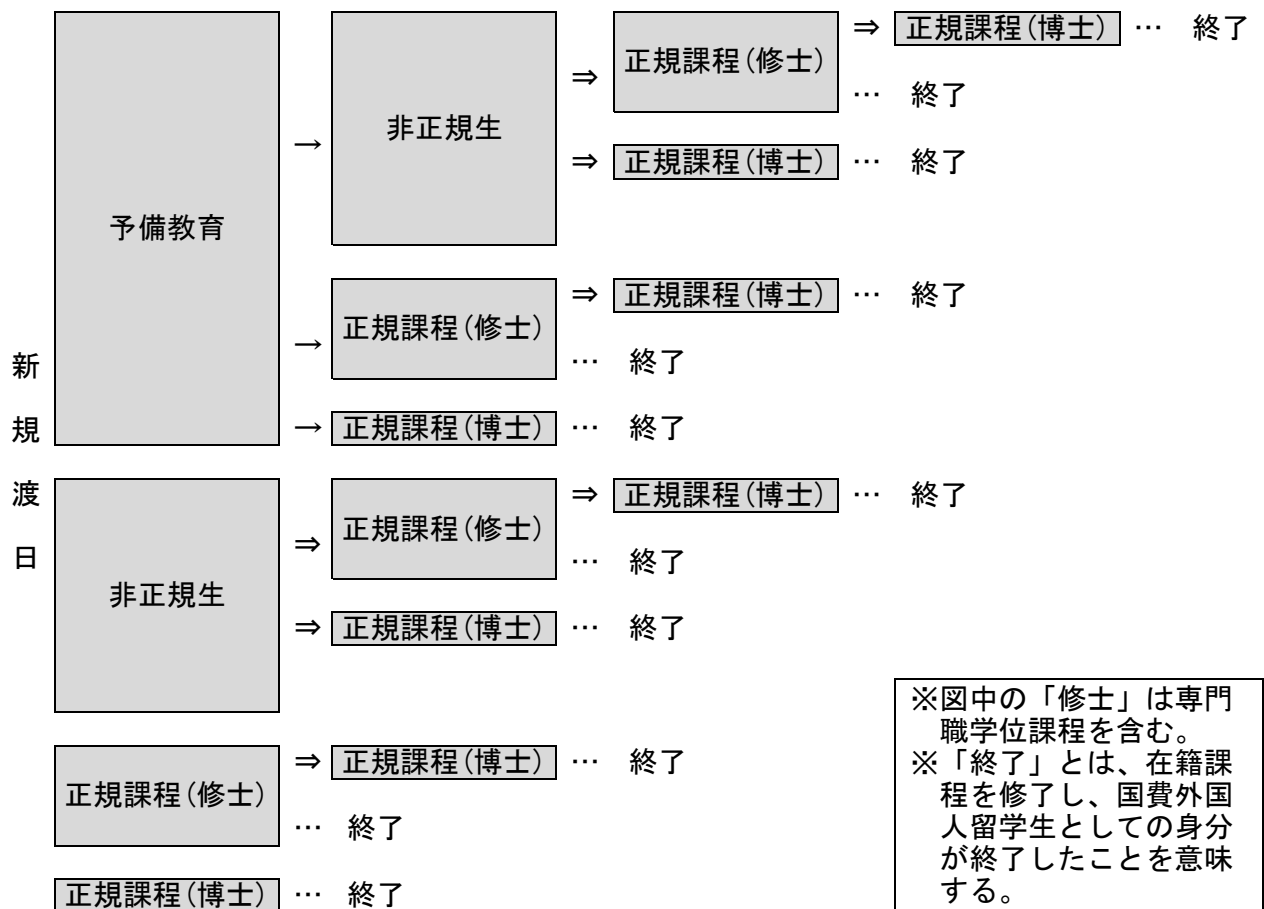 ⇒ 正規課程(博士) … 終了
正規課程(修士)
⇒
… 終了
非正規生
→
⇒ 正規課程(博士) … 終了
予備教育
⇒ 正規課程(博士) … 終了
正規課程(修士)
→
… 終了
→ 正規課程(博士) … 終了
新規渡日
⇒ 正規課程(博士) … 終了
正規課程(修士)
⇒
… 終了
非正規生
⇒ 正規課程(博士) … 終了
⇒ 正規課程(博士) … 終了
正規課程(修士)
… 終了
正規課程(博士) … 終了
※図中の「修士」は専門
職学位課程を含む。
※「終了」とは、在籍課
程を修了し、国費外国
人留学生としての身分
が終了したことを意味
する。